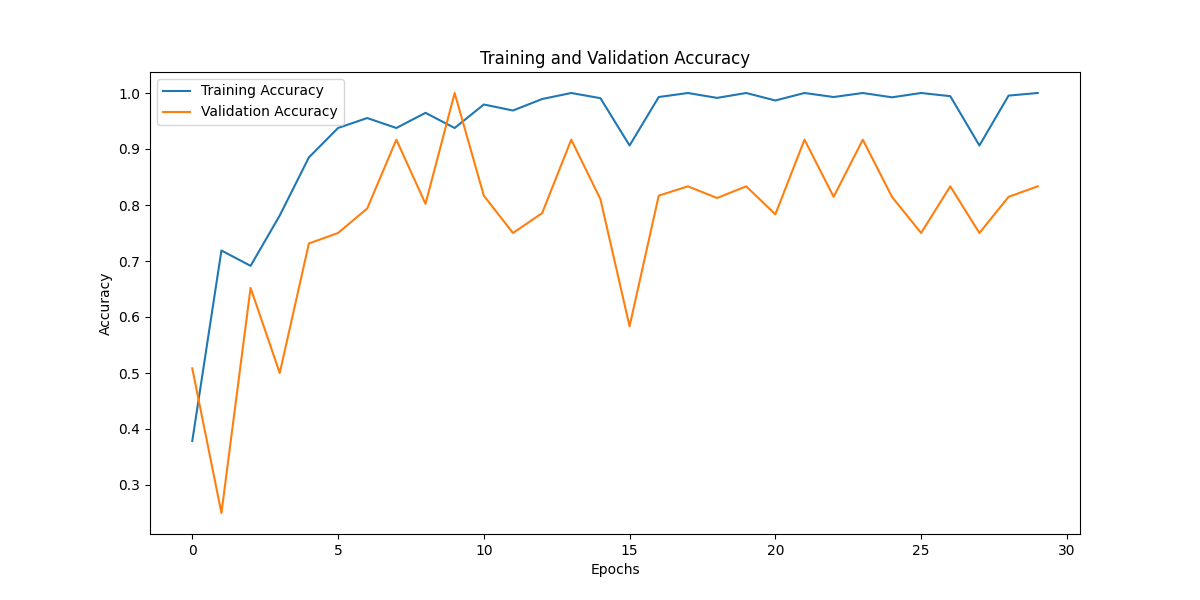 Training and Validation Accuracy
Training Accuracy
Validation Accuracy
1.0
0.9
0.8
0.7
0.6
0.5
0.4
0.3
Accuracy
0 5 10 15 20 25 30
Epochs